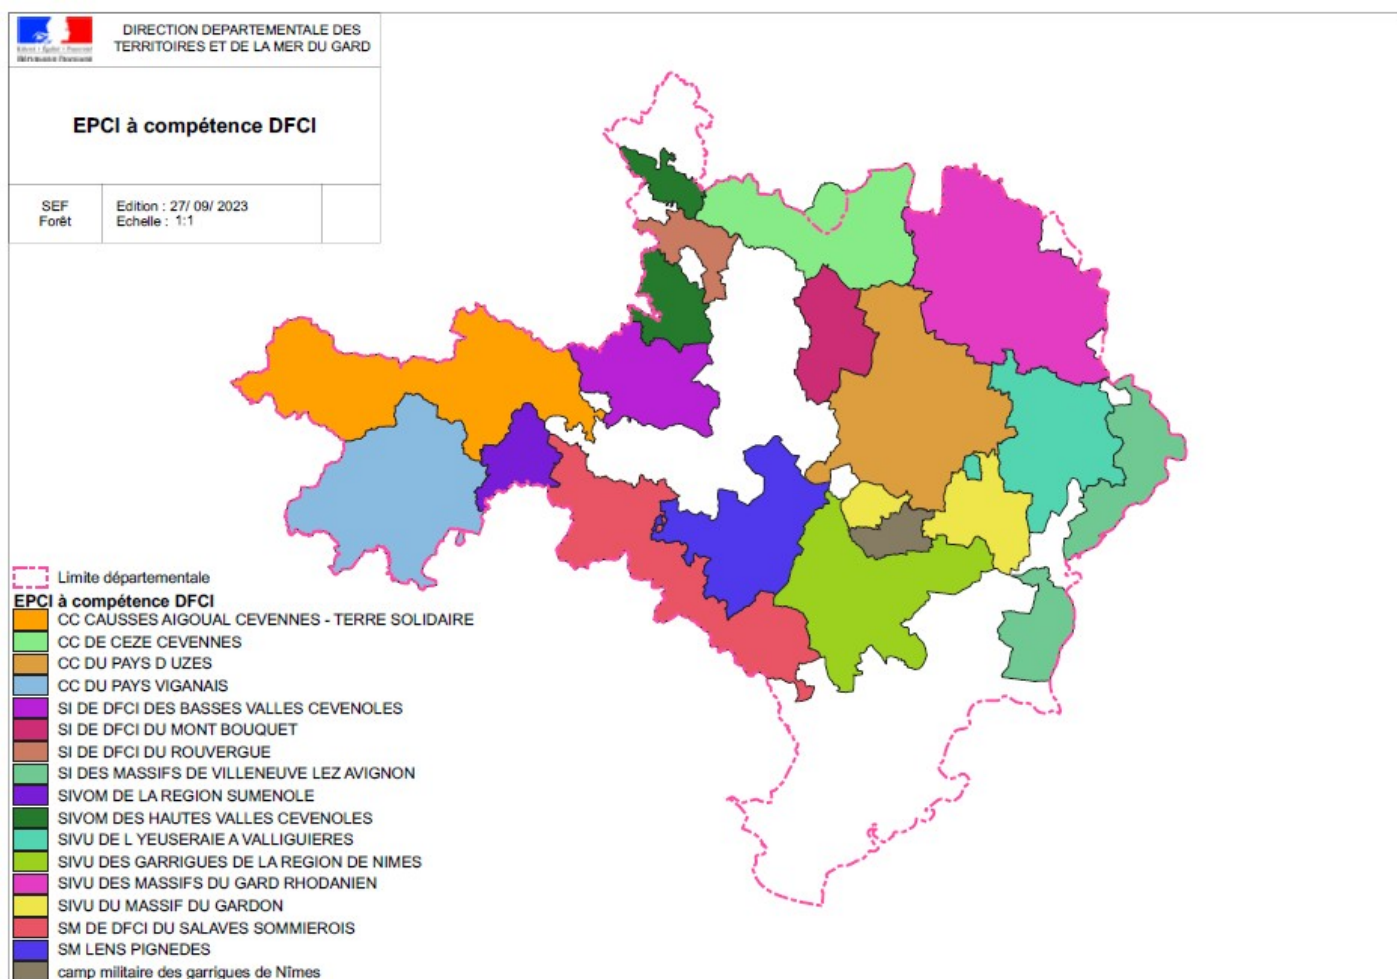 DIRECTION DEPARTEMENTALE DES
TERRITOIRES ET DE LA MER DU GARD
Liberté • Égalité • Fraternité
RÉPUBLIQUE FRANÇAISE
EPCI à compétence DFCI
SEF
Forêt
Edition : 27/ 09/ 2023
Echelle : 1:1
Limite départementale
EPCI à compétence DFCI
CC CAUSSES AIGOUAL CEVENNES - TERRE SOLIDAIRE
CC DE CEZE CEVENNES
CC DU PAYS D UZES
CC DU PAYS VIGANAIS
SI DE DFCI DES BASSES VALLES CEVENOLES
SI DE DFCI DU MONT BOUQUET
SI DE DFCI DU ROUVERGUE
SI DES MASSIFS DE VILLENEUVE LEZ AVIGNON
SIVOM DE LA REGION SUMENOLE
SIVOM DES HAUTES VALLES CEVENOLES
SIVU DE L YEUSERAIE A VALLIGUIERES
SIVU DES GARRIGUES DE LA REGION DE NIMES
SIVU DES MASSIFS DU GARD RHODANIEN
SIVU DU MASSIF DU GARDON
SM DE DFCI DU SALAVES SOMMIEROIS
SM LENS PIGNEDES
camp militaire des garrigues de Nîmes